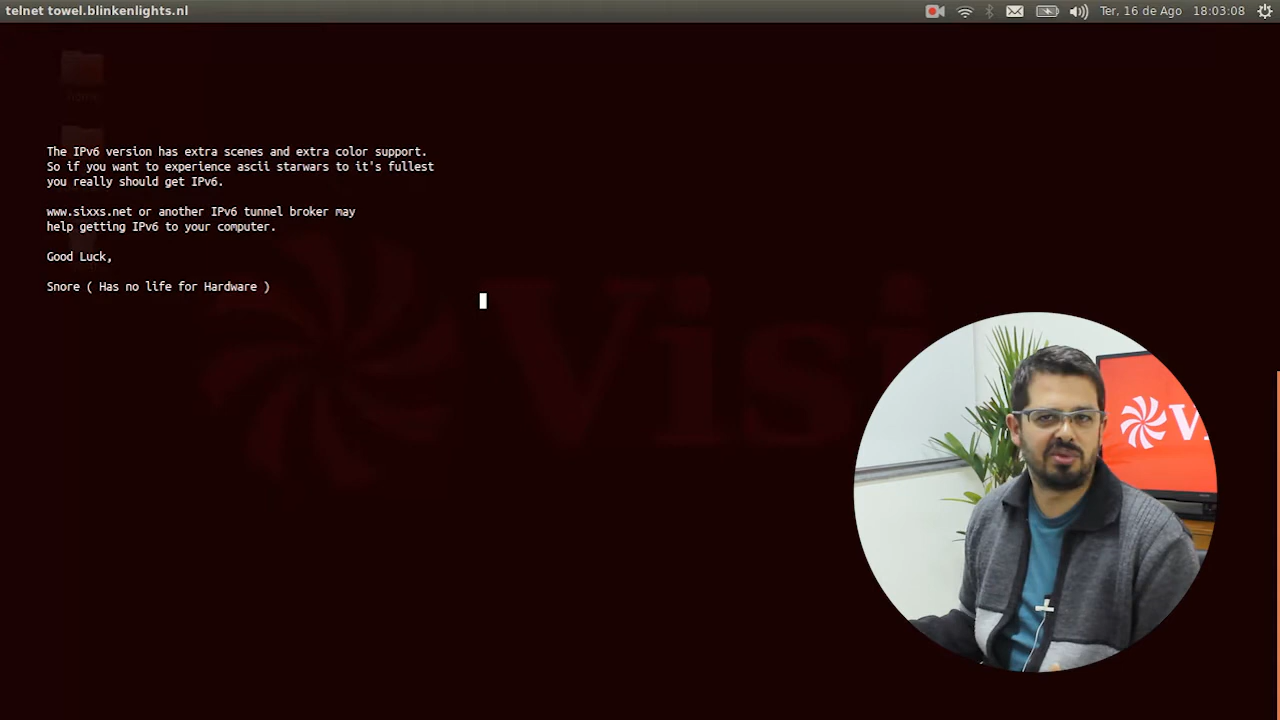 telnet towel.blinkenlights.nl
Ter, 16 de Ago 18:03:08
The IPv6 version has extra scenes and extra color support.
So if you want to experience ascii starwars to it's fullest
you really should get IPv6.
www.sixxs.net or another IPv6 tunnel broker may
help getting IPv6 to your computer.
Good Luck,
Snore ( Has no life for Hardware )
Visi
V